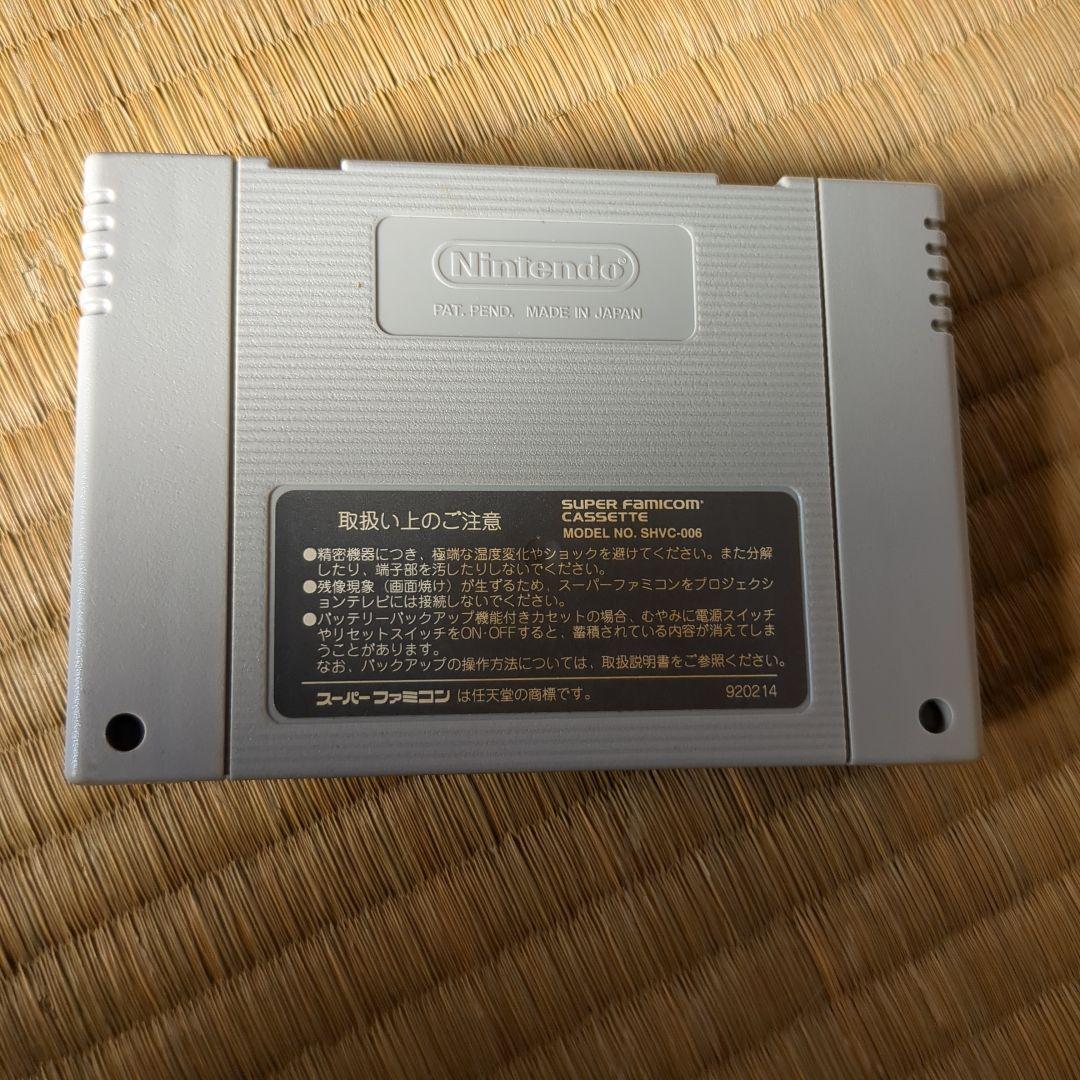 Nintendo®
PAT. PEND. MADE IN JAPAN
取扱い上のご注意
SUPER FAMICOM®
CASSETTE
MODEL NO. SHVC-006
●精密機器につき、極端な温度変化やショックを避けてください。また分解
したり、端子部を汚したりしないでください。
●残像現象（画面焼け）が生ずるため、スーパーファミコンをプロジェクシ
ョンテレビには接続しないでください。
●バッテリーバックアップ機能付きカセットの場合、むやみに電源スイッチ
やリセットスイッチをON・OFFすると、蓄積されている内容が消えてしま
うことがあります。
なお、バックアップの操作方法については、取扱説明書をご参照ください。
スーパーファミコンは任天堂の商標です。 920214